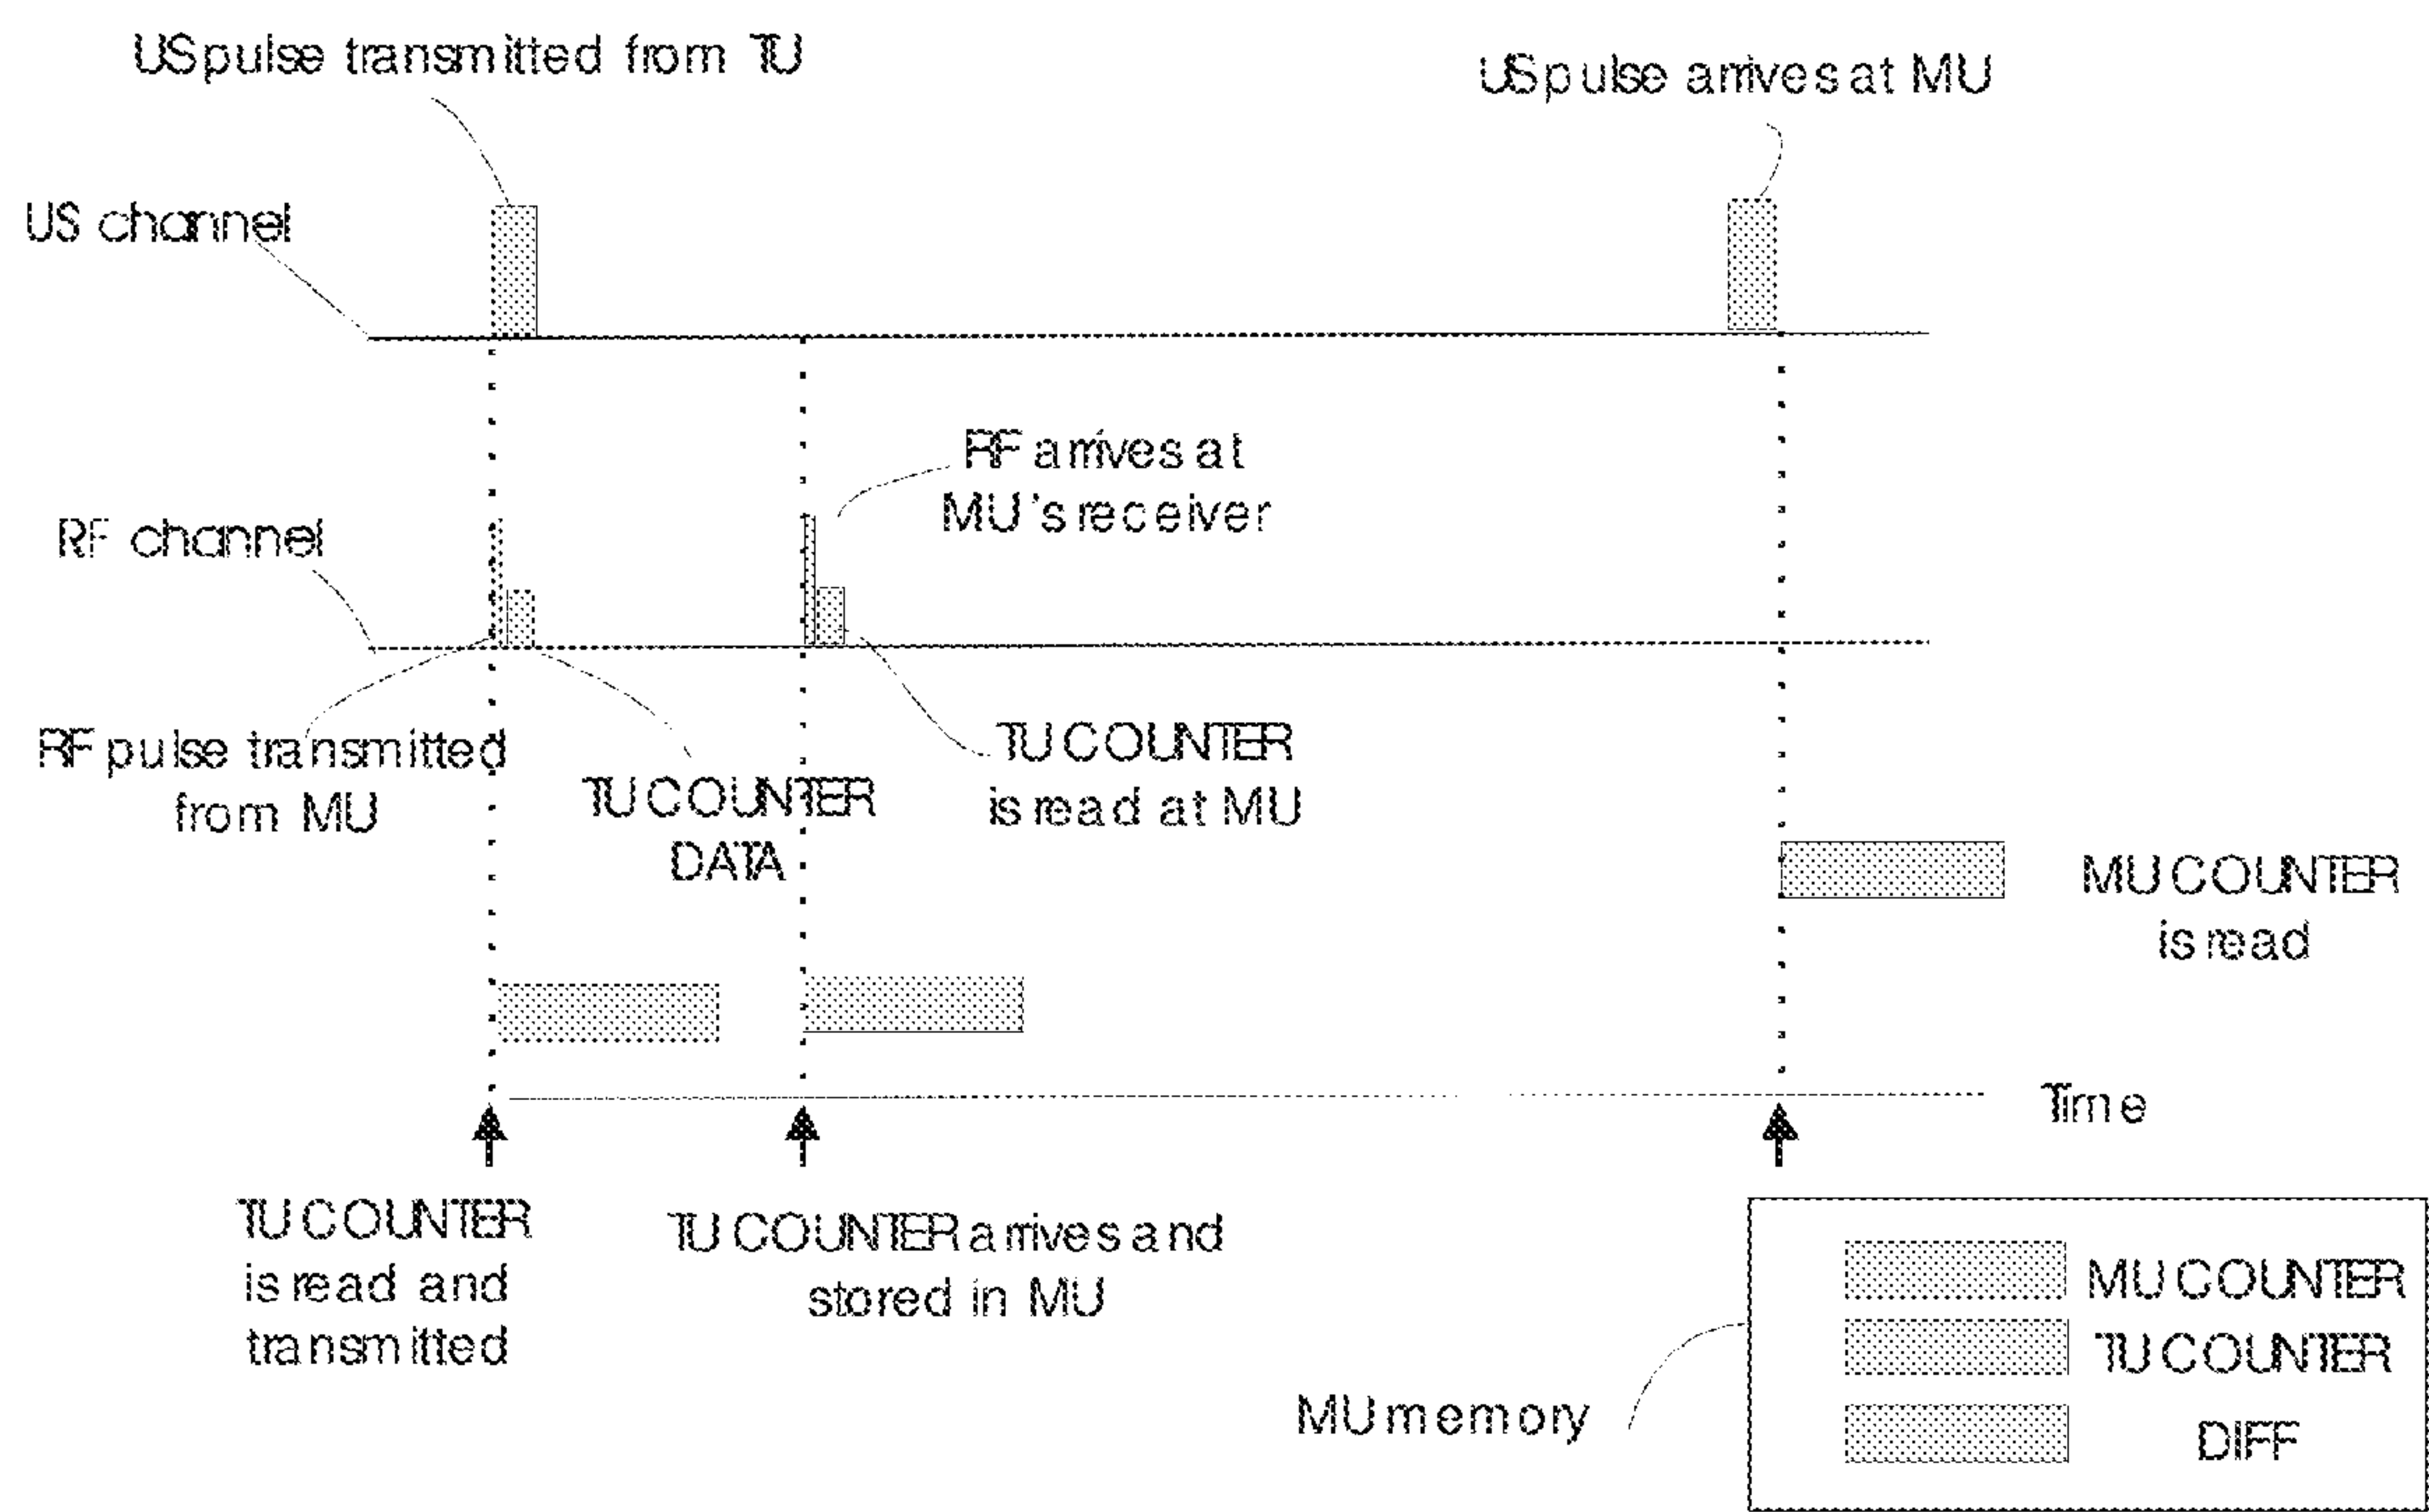 US pulse transmitted from TU
US pulse arrives at MU
US channel
RF arrives at
MU's receiver
RF channel
RF pulse transmitted
from MU
TU COUNTER
DATA
TU COUNTER
is read at MU
MU COUNTER
is read
Time
TU COUNTER
is read and
transmitted
TU COUNTER arrives and
stored in MU
MU memory
MU COUNTER
TU COUNTER
DIFF